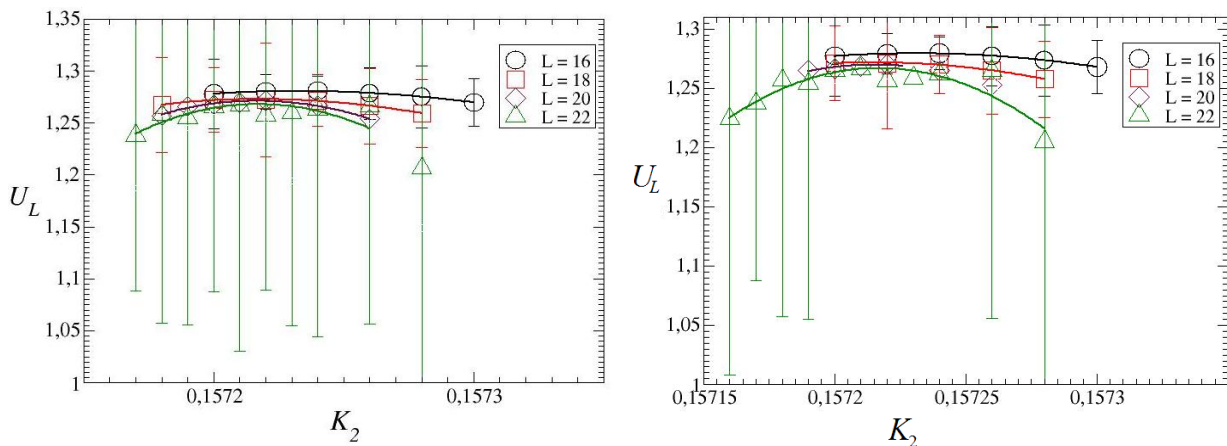 1,35
1,3
1,25
1,2
1,15
1,1
1,05
1
U_L
0,1572
0,1573
K_2
L = 16
L = 18
L = 20
L = 22
1,3
1,25
1,2
1,15
1,1
1,05
1
U_L
0,15715
0,1572
0,15725
0,1573
K_2
L = 16
L = 18
L = 20
L = 22